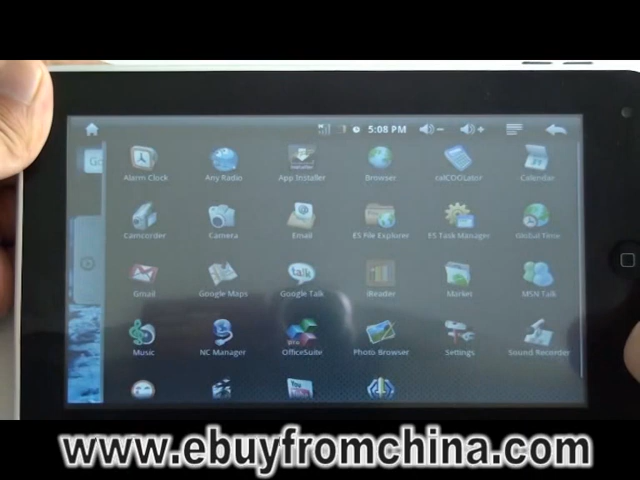 5:08 PM
Go
Alarm Clock Any Radio App Installer Browser calCOOLator Calendar
Camcorder Camera Email ES File Explorer ES Task Manager Global Time
Gmail Google Maps Google Talk iReader Market MSN Talk
Music NC Manager OfficeSuite Photo Browser Settings Sound Recorder
You
www.ebuyfromchina.com